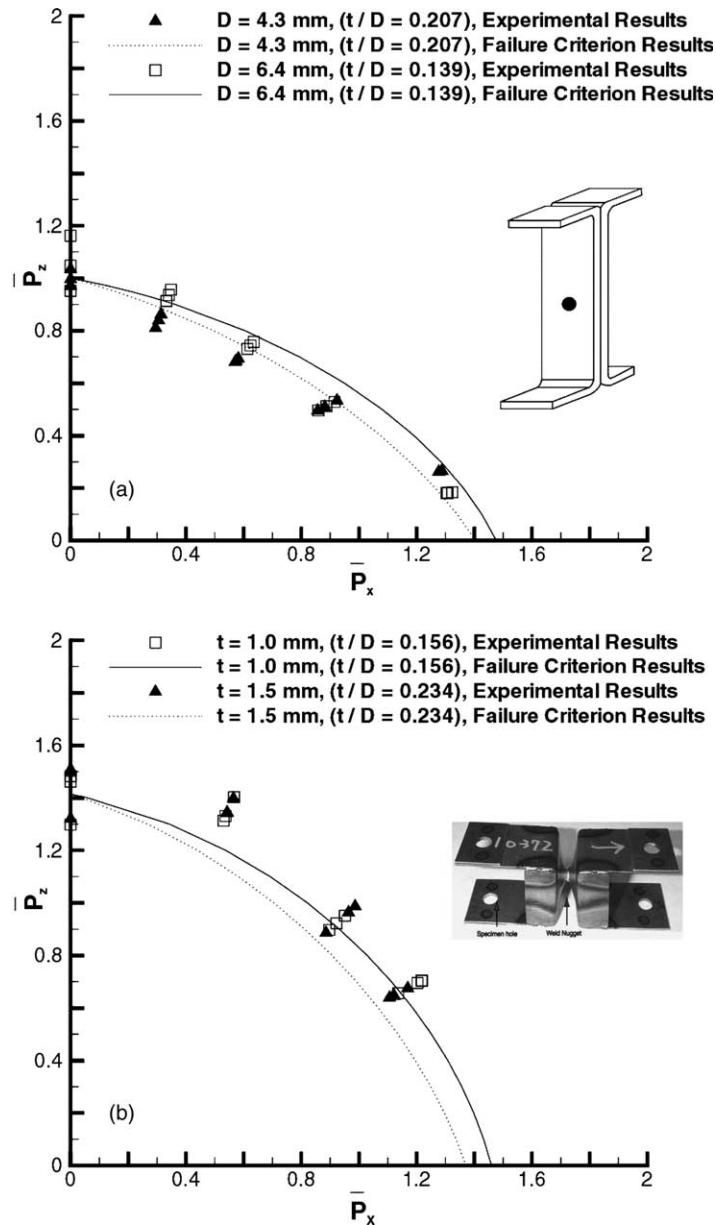 D = 4.3 mm, (t / D = 0.207), Experimental Results
D = 4.3 mm, (t / D = 0.207), Failure Criterion Results
D = 6.4 mm, (t / D = 0.139), Experimental Results
D = 6.4 mm, (t / D = 0.139), Failure Criterion Results
2
1.6
1.2
P̅z
0.8
0.4
(a)
0
0 0.4 0.8 1.2 1.6 2
P̅x
t = 1.0 mm, (t / D = 0.156), Experimental Results
t = 1.0 mm, (t / D = 0.156), Failure Criterion Results
t = 1.5 mm, (t / D = 0.234), Experimental Results
t = 1.5 mm, (t / D = 0.234), Failure Criterion Results
2
1.6
1.2
P̅z
0.8
0.4
10372
Specimen hole
Weld Nugget
(b)
0
0 0.4 0.8 1.2 1.6 2
P̅x